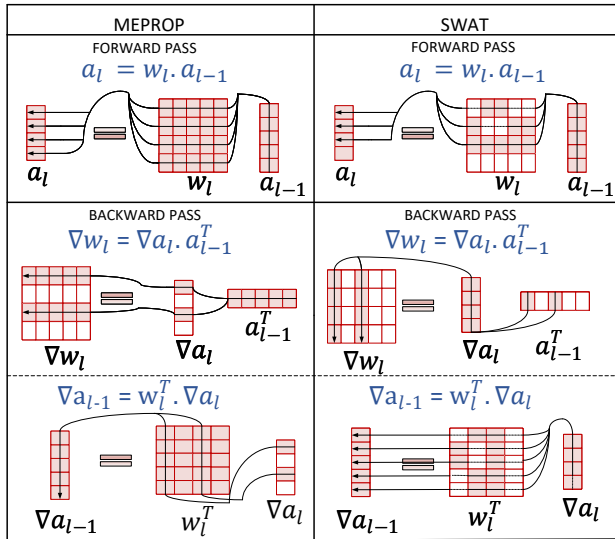 MEPROP
SWAT
FORWARD PASS
a_l = w_l . a_{l-1}
a_l
w_l
a_{l-1}
FORWARD PASS
a_l = w_l . a_{l-1}
a_l
w_l
a_{l-1}
BACKWARD PASS
∇w_l = ∇a_l . a_{l-1}^T
∇w_l
∇a_l
a_{l-1}^T
BACKWARD PASS
∇w_l = ∇a_l . a_{l-1}^T
∇w_l
∇a_l
a_{l-1}^T
∇a_{l-1} = w_l^T . ∇a_l
∇a_{l-1}
w_l^T
∇a_l
∇a_{l-1} = w_l^T . ∇a_l
∇a_{l-1}
w_l^T
∇a_l